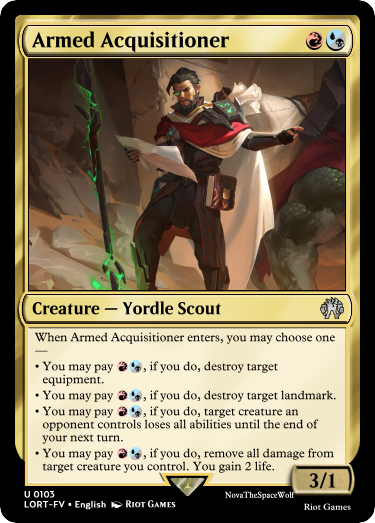 Armed Acquisitioner
Creature — Yordle Scout
When Armed Acquisitioner enters, you may choose one
—
• You may pay , if you do, destroy target
equipment.
• You may pay , if you do, destroy target landmark.
• You may pay , if you do, target creature an
opponent controls loses all abilities until the end of
your next turn.
• You may pay , if you do, remove all damage from
target creature you control. You gain 2 life.
3/1
U 0103
LORT-FV • English RIOT GAMES
NovaTheSpaceWolf
Riot Games